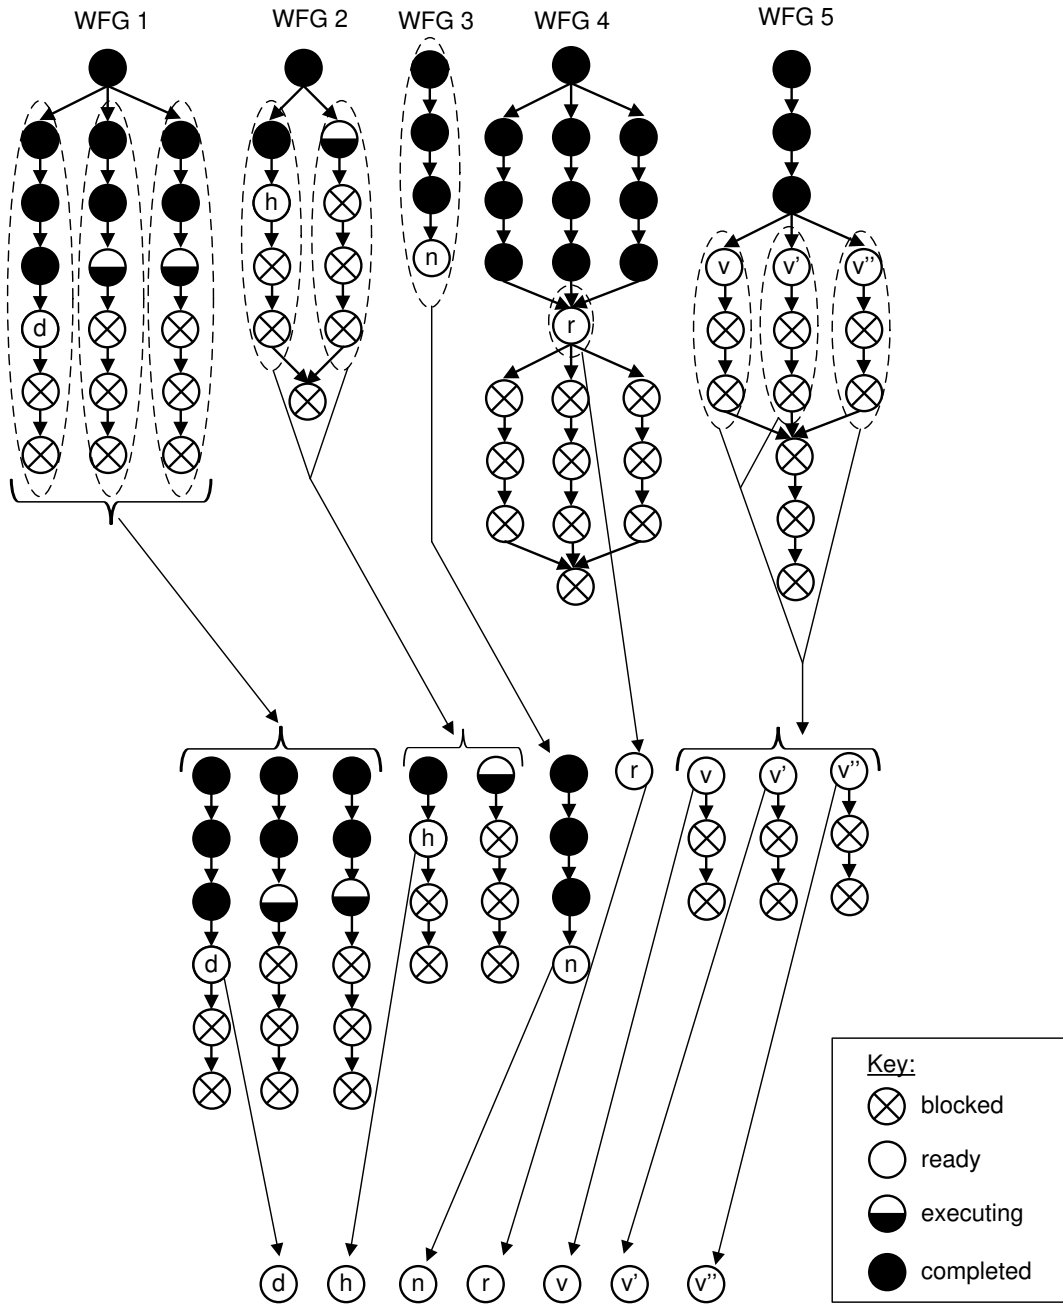 WFG 1 WFG 2 WFG 3 WFG 4 WFG 5
h
n
v v' v''
d
r
r v v' v''
h
d n
Key:
blocked
ready
executing
completed
d h n r v v' v''